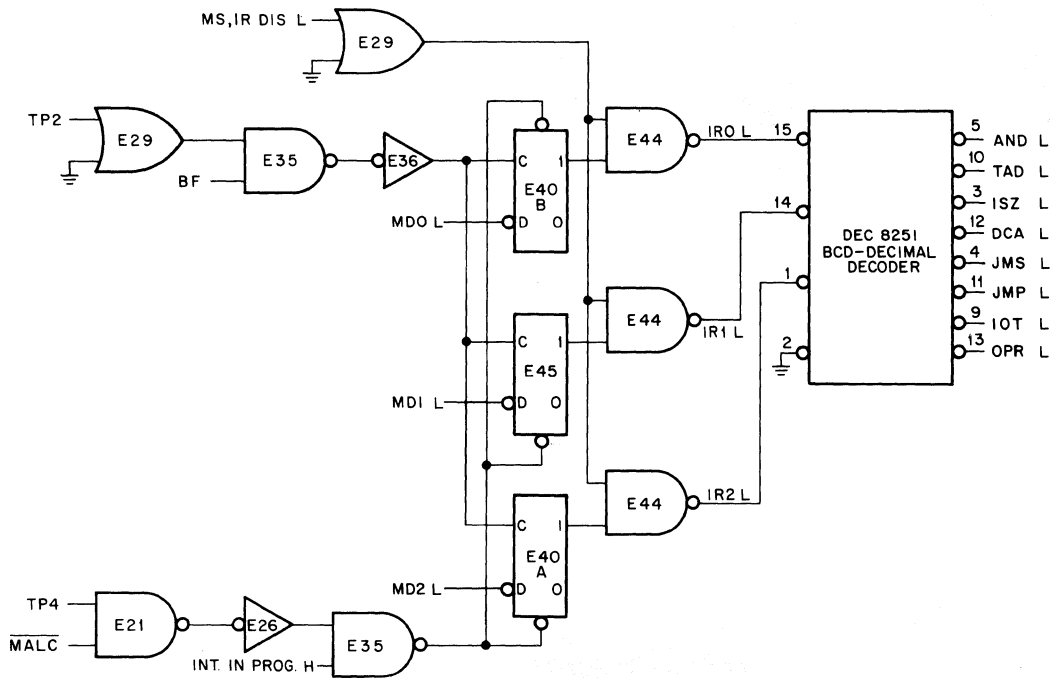 MS, IR DIS L
E29
TP2
E29
E35
BF
E36
C 1
E40
B
D 0
MD0 L
E44
IR0 L
15
14
1
2
DEC 8251
BCD-DECIMAL
DECODER
5 AND L
10 TAD L
3 ISZ L
12 DCA L
4 JMS L
11 JMP L
9 IOT L
13 OPR L
C 1
E45
D 0
MD1 L
E44
IR1 L
C 1
E40
A
D 0
MD2 L
E44
IR2 L
TP4
MALC
E21
E26
INT. IN PROG. H
E35